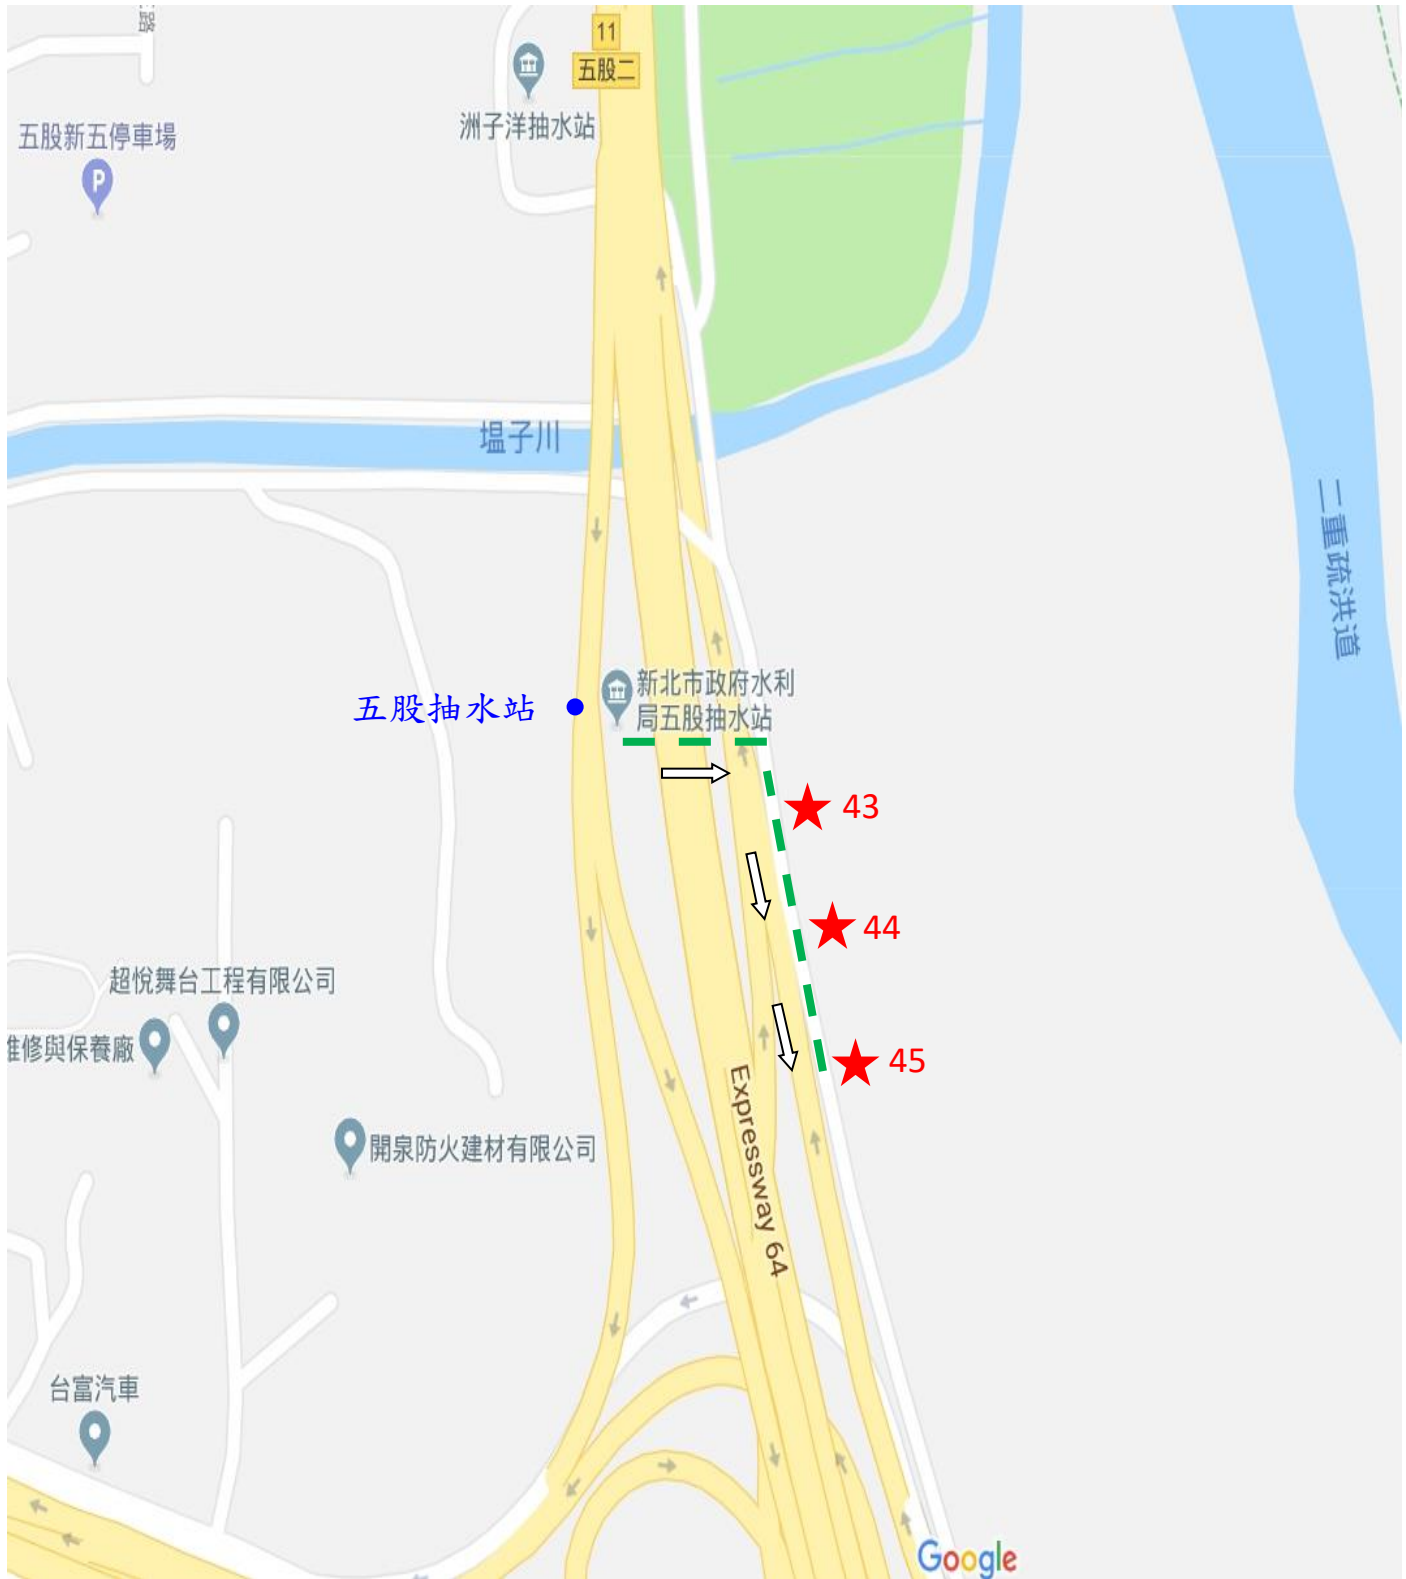 11
五股二
洲子洋抽水站
五股新五停車場
塭子川
二重疏洪道
新北市政府水利
局五股抽水站
五股抽水站
43
44
45
超悅舞台工程有限公司
維修與保養廠
Expressway 64
開泉防火建材有限公司
台富汽車
Google